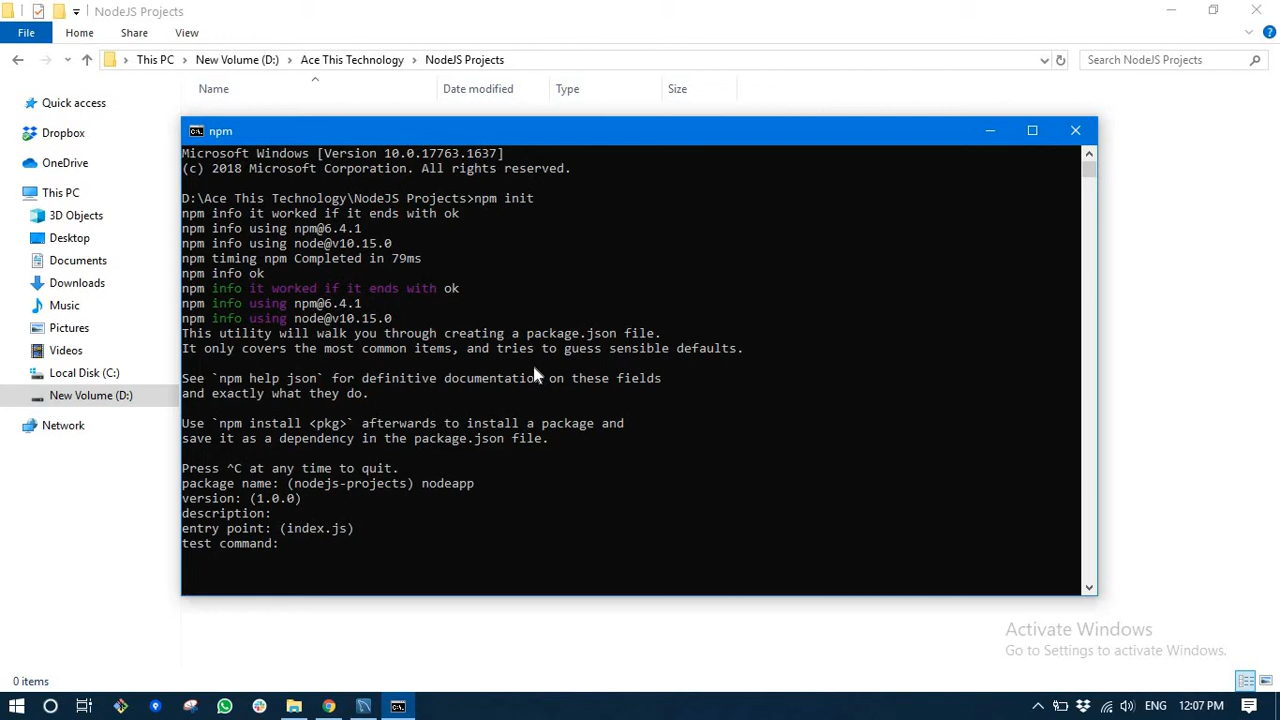 NodeJS Projects
File Home Share View
This PC New Volume (D:) Ace This Technology NodeJS Projects Search NodeJS Projects
Name Date modified Type Size
Quick access
Dropbox
OneDrive
This PC
3D Objects
Desktop
Documents
Downloads
Music
Pictures
Videos
Local Disk (C:)
New Volume (D:)
Network
npm
Microsoft Windows [Version 10.0.17763.1637]
(c) 2018 Microsoft Corporation. All rights reserved.
D:\Ace This Technology\NodeJS Projects>npm init
npm info it worked if it ends with ok
npm info using npm@6.4.1
npm info using node@v10.15.0
npm timing npm Completed in 79ms
npm info ok
npm info it worked if it ends with ok
npm info using npm@6.4.1
npm info using node@v10.15.0
This utility will walk you through creating a package.json file.
It only covers the most common items, and tries to guess sensible defaults.
See `npm help json` for definitive documentation on these fields
and exactly what they do.
Use `npm install <pkg>` afterwards to install a package and
save it as a dependency in the package.json file.
Press ^C at any time to quit.
package name: (nodejs-projects) nodeapp
version: (1.0.0)
description:
entry point: (index.js)
test command:
Activate Windows
Go to Settings to activate Windows.
0 items
ENG 12:07 PM